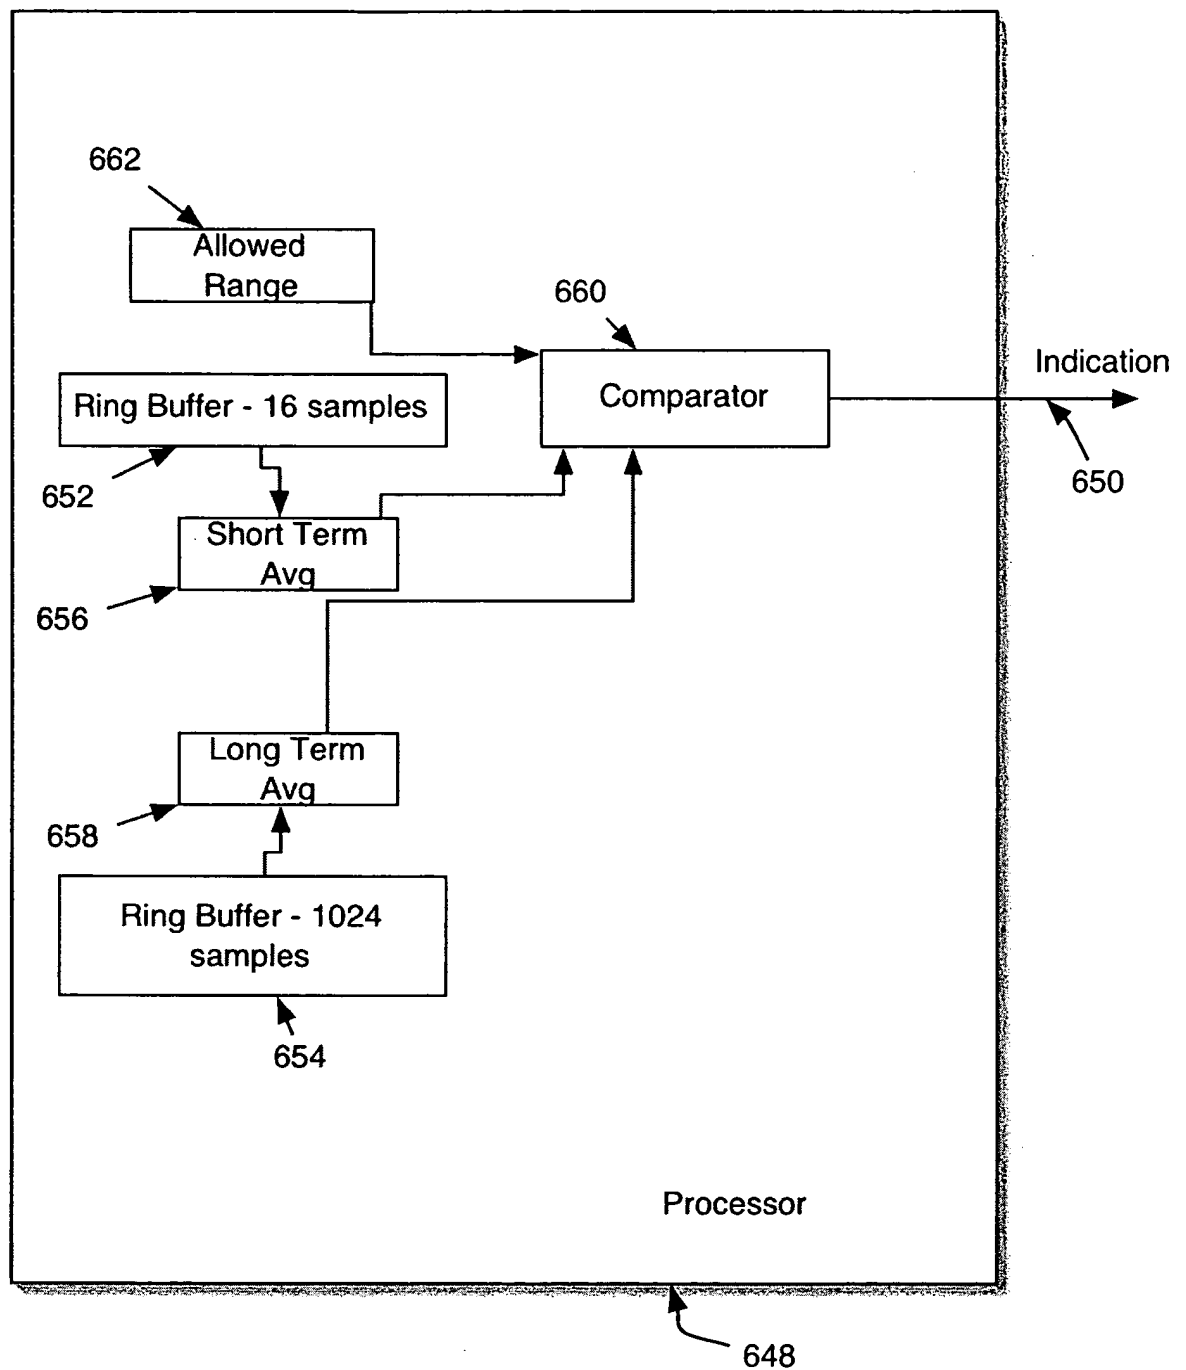 662
Allowed
Range
660
Indication
Comparator
Ring Buffer - 16 samples
650
652
Short Term
Avg
656
Long Term
Avg
658
Ring Buffer - 1024
samples
654
Processor
648